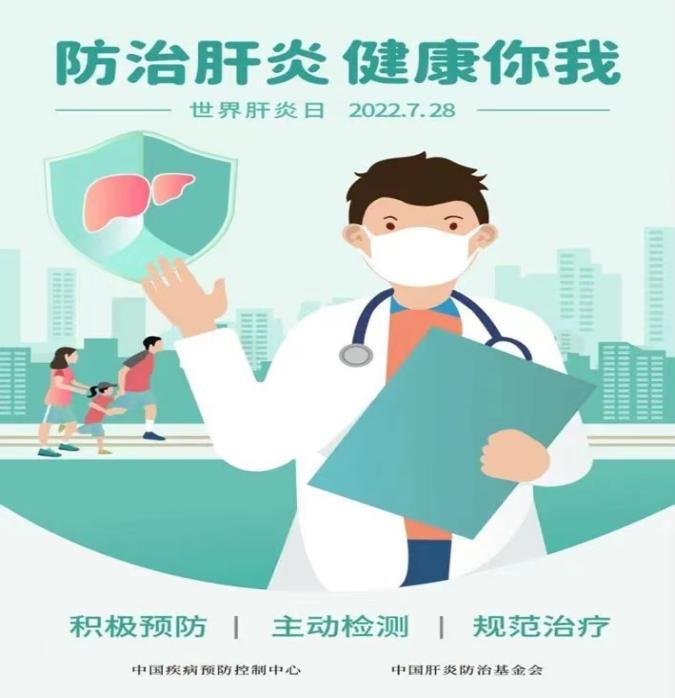 防治肝炎 健康你我
世界肝炎日 2022.7.28
积极预防 | 主动检测 | 规范治疗
中国疾病预防控制中心 中国肝炎防治基金会